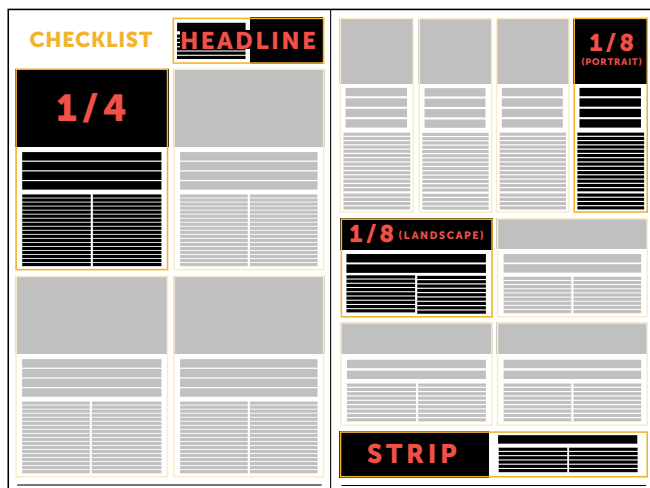 CHECKLIST
HEADLINE
1/4
1/8
(PORTRAIT)
1/8 (LANDSCAPE)
STRIP